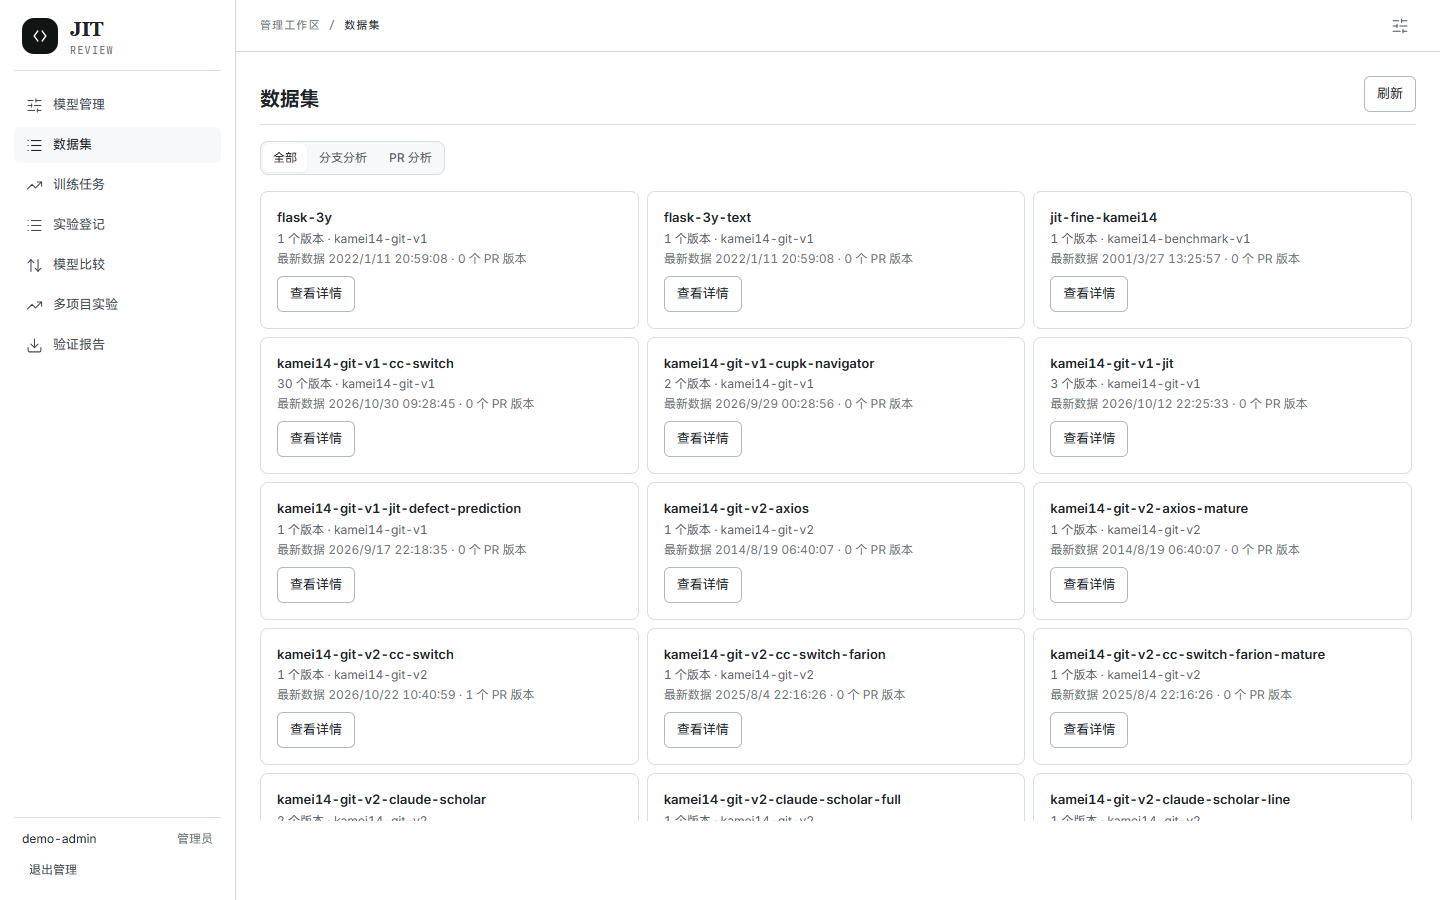 JIT
REVIEW
模型管理
数据集
训练任务
实验登记
模型比较
多项目实验
验证报告
demo-admin 管理员
退出管理
管理工作区 / 数据集
数据集
刷新
全部 分支分析 PR 分析
flask-3y
1 个版本 · kamei14-git-v1
最新数据 2022/1/11 20:59:08 · 0 个 PR 版本
查看详情
flask-3y-text
1 个版本 · kamei14-git-v1
最新数据 2022/1/11 20:59:08 · 0 个 PR 版本
查看详情
jit-fine-kamei14
1 个版本 · kamei14-benchmark-v1
最新数据 2001/3/27 13:25:57 · 0 个 PR 版本
查看详情
kamei14-git-v1-cc-switch
30 个版本 · kamei14-git-v1
最新数据 2026/10/30 09:28:45 · 0 个 PR 版本
查看详情
kamei14-git-v1-cupk-navigator
2 个版本 · kamei14-git-v1
最新数据 2026/9/29 00:28:56 · 0 个 PR 版本
查看详情
kamei14-git-v1-jit
3 个版本 · kamei14-git-v1
最新数据 2026/10/12 22:25:33 · 0 个 PR 版本
查看详情
kamei14-git-v1-jit-defect-prediction
1 个版本 · kamei14-git-v1
最新数据 2026/9/17 22:18:35 · 0 个 PR 版本
查看详情
kamei14-git-v2-axios
1 个版本 · kamei14-git-v2
最新数据 2014/8/19 06:40:07 · 0 个 PR 版本
查看详情
kamei14-git-v2-axios-mature
1 个版本 · kamei14-git-v2
最新数据 2014/8/19 06:40:07 · 0 个 PR 版本
查看详情
kamei14-git-v2-cc-switch
1 个版本 · kamei14-git-v2
最新数据 2026/10/22 10:40:59 · 1 个 PR 版本
查看详情
kamei14-git-v2-cc-switch-farion
1 个版本 · kamei14-git-v2
最新数据 2025/8/4 22:16:26 · 0 个 PR 版本
查看详情
kamei14-git-v2-cc-switch-farion-mature
1 个版本 · kamei14-git-v2
最新数据 2025/8/4 22:16:26 · 0 个 PR 版本
查看详情
kamei14-git-v2-claude-scholar
2 个版本 · kamei14-git-v2
kamei14-git-v2-claude-scholar-full
1 个版本 · kamei14-git-v2
kamei14-git-v2-claude-scholar-line
1 个版本 · kamei14-git-v2